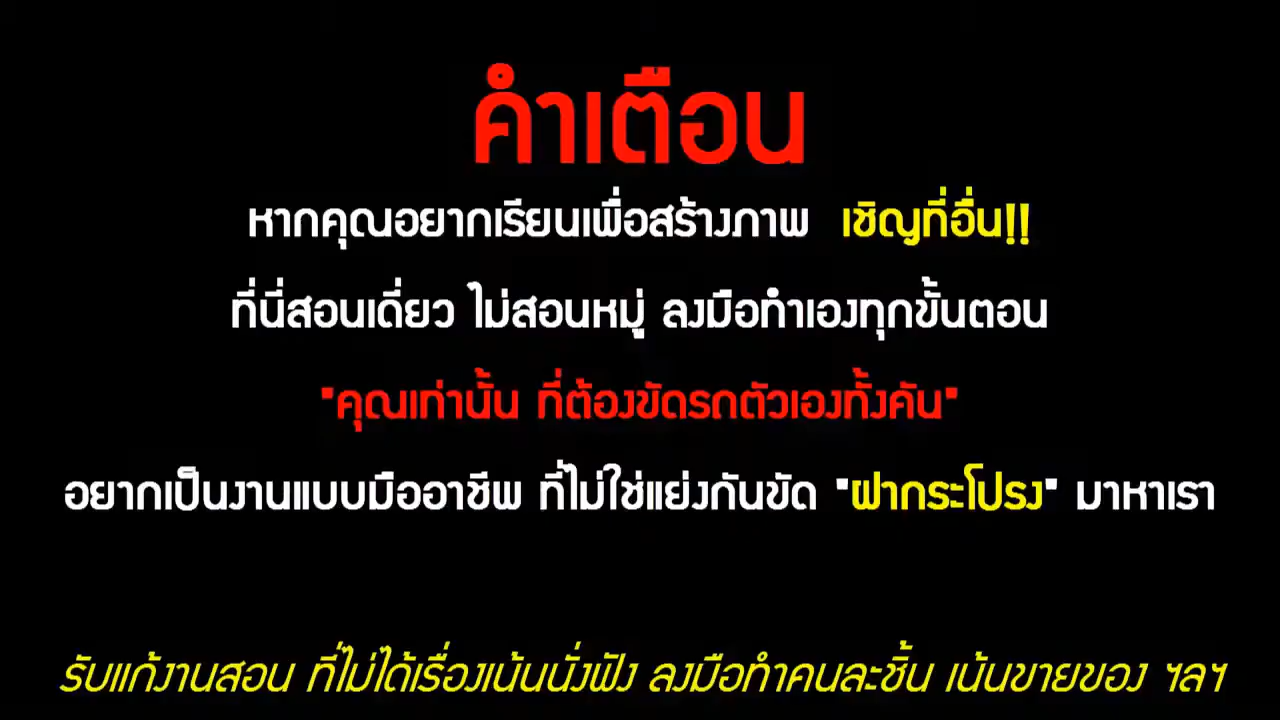 คำเตือน
หากคุณอยากเรียนเพื่อสร้างภาพ เชิญที่อื่น!!
ที่นี่สอนเดี่ยว ไม่สอนหมู่ ลงมือทำเองทุกขั้นตอน
"คุณเท่านั้น ที่ต้องขัดรถตัวเองทั้งคัน"
อยากเป็นงานแบบมืออาชีพ ที่ไม่ใช่แย่งกันขัด "ฝากระโปรง" มาหาเรา
รับแก้งานสอน ที่ไม่ได้เรื่องเน้นนั่งฟัง ลงมือทำคนละชิ้น เน้นขายของ ฯลฯ